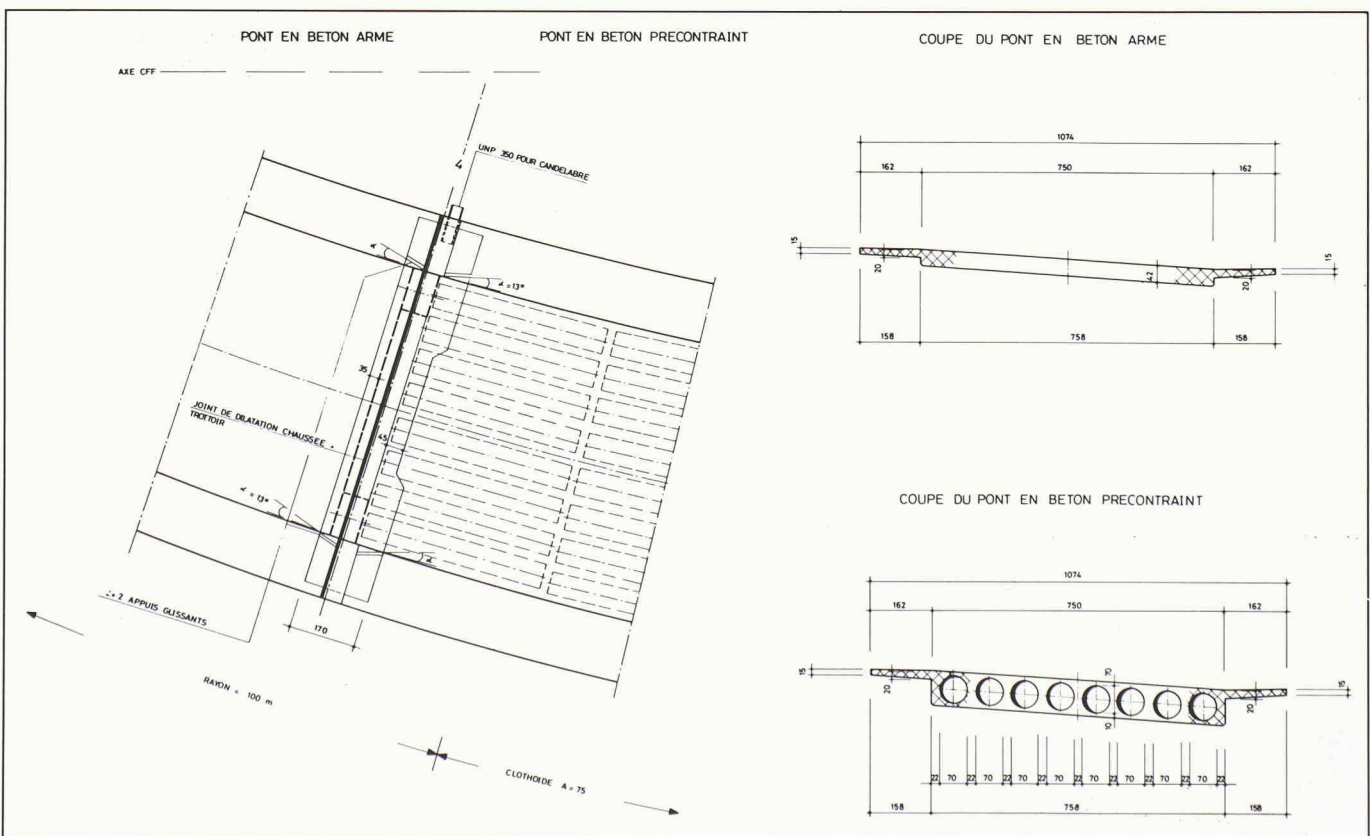 PONT EN BETON ARME
PONT EN BETON PRECONTRAINT
AXE CFF
4
UNP 350 POUR CANDELABRE
α
α = 13°
35
JOINT DE DILATATION CHAUSSEE
TROTTOIR
45
α = 13°
α
2 APPUIS GLISSANTS
170
RAYON = 100 m
CLOTHOIDE A = 75
COUPE DU PONT EN BETON ARME
1074
162 750 162
15 20 42 20 15
158 758 158
COUPE DU PONT EN BETON PRECONTRAINT
1074
162 750 162
15 20 70 10 20 15
22 70 22 70 22 70 22 70 22 70 22 70 22 70 22 70 22
158 758 158